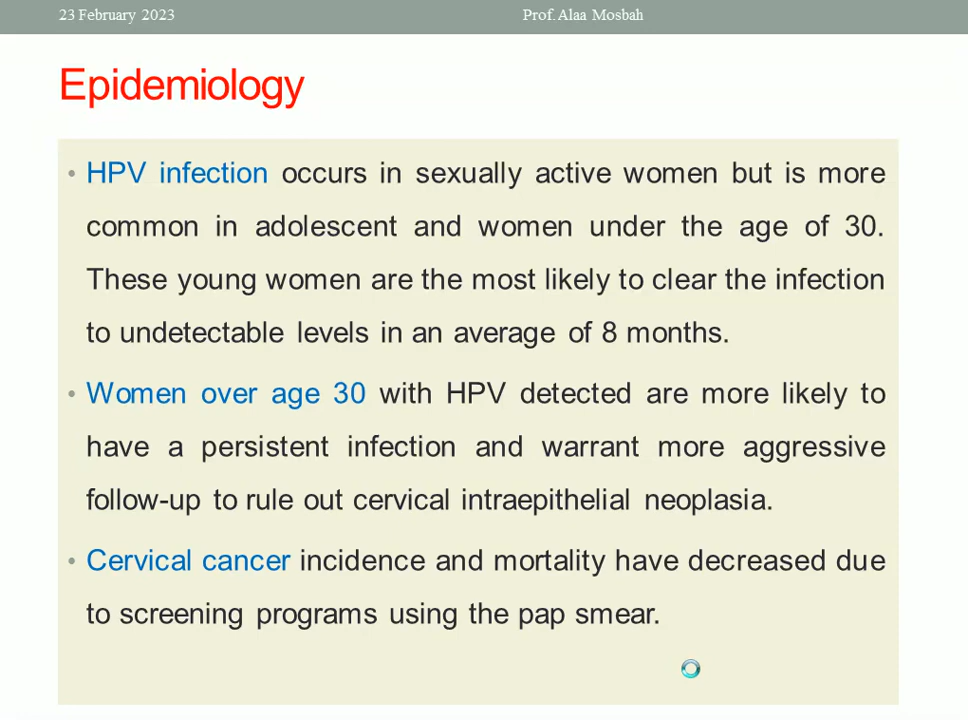 23 February 2023
Prof. Alaa Mosbah
Epidemiology
• HPV infection occurs in sexually active women but is more
common in adolescent and women under the age of 30.
These young women are the most likely to clear the infection
to undetectable levels in an average of 8 months.
• Women over age 30 with HPV detected are more likely to
have a persistent infection and warrant more aggressive
follow-up to rule out cervical intraepithelial neoplasia.
• Cervical cancer incidence and mortality have decreased due
to screening programs using the pap smear.